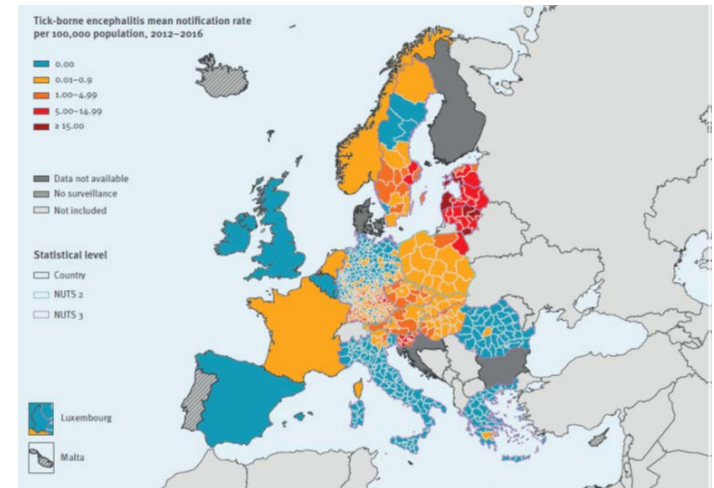 Tick-borne encephalitis mean notification rate
per 100,000 population, 2012–2016
0.00
0.01–0.9
1.00–4.99
5.00–14.99
≥ 15.00
Data not available
No surveillance
Not included
Statistical level
Country
NUTS 2
NUTS 3
Luxembourg
Malta